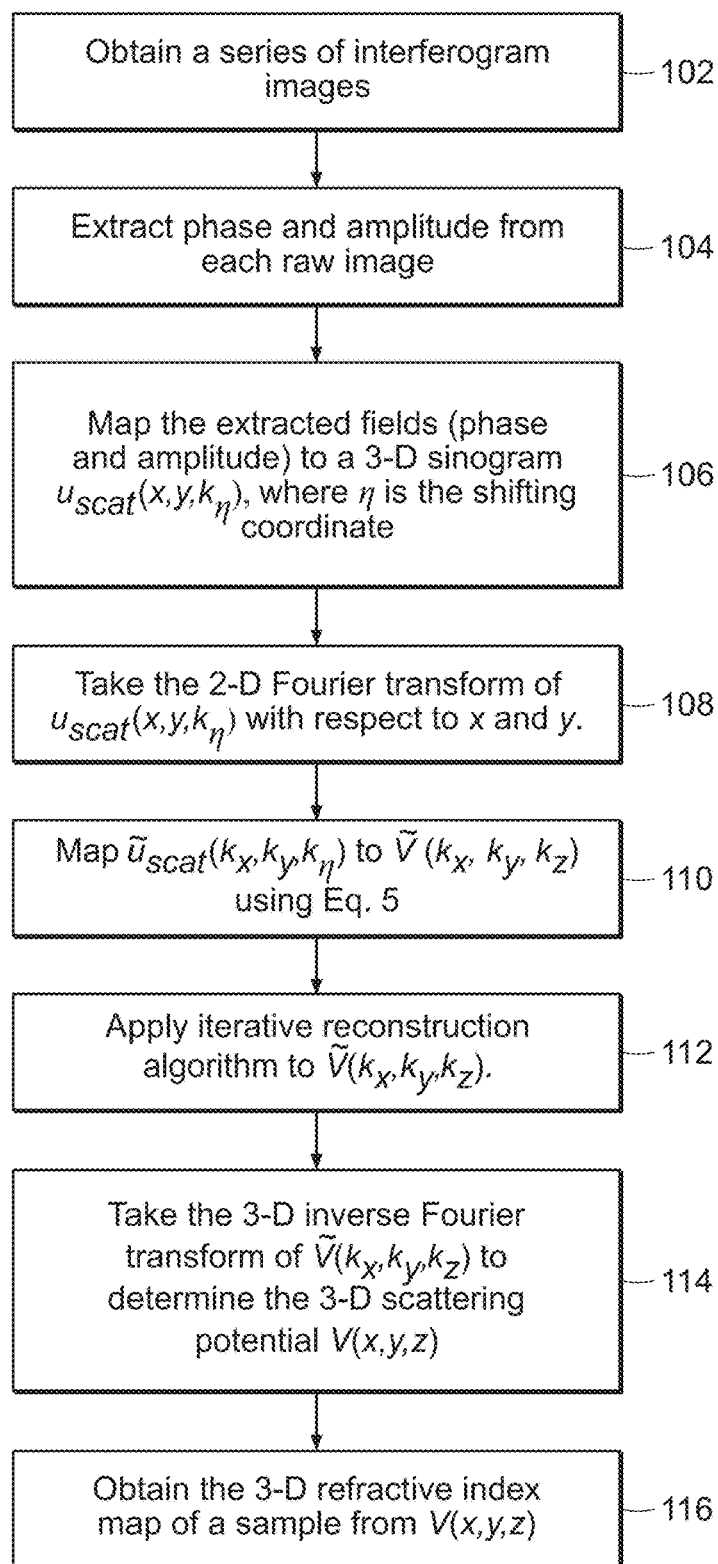 Obtain a series of interferogram
images
102
Extract phase and amplitude from
each raw image
104
Map the extracted fields (phase
and amplitude) to a 3-D sinogram
u_scat(x,y,k_η), where η is the shifting
coordinate
106
Take the 2-D Fourier transform of
u_scat(x,y,k_η) with respect to x and y.
108
Map ũ_scat(k_x,k_y,k_η) to Ṽ (k_x, k_y, k_z)
using Eq. 5
110
Apply iterative reconstruction
algorithm to Ṽ(k_x,k_y,k_z).
112
Take the 3-D inverse Fourier
transform of Ṽ(k_x,k_y,k_z) to
determine the 3-D scattering
potential V(x,y,z)
114
Obtain the 3-D refractive index
map of a sample from V(x,y,z)
116